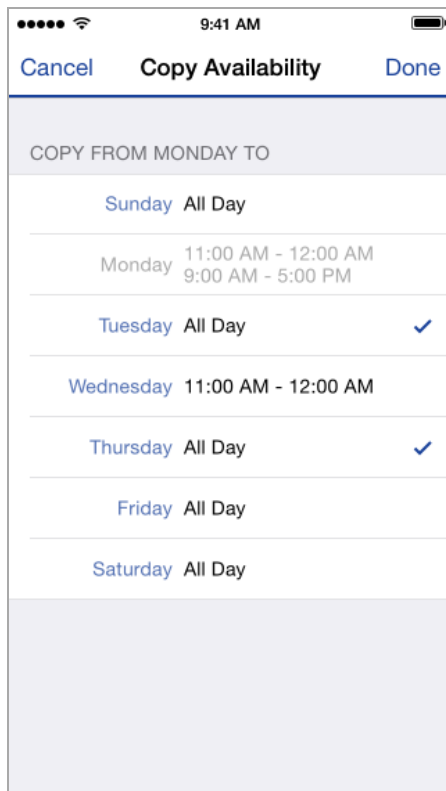 9:41 AM
Cancel Copy Availability Done
COPY FROM MONDAY TO
Sunday All Day
Monday 11:00 AM - 12:00 AM
9:00 AM - 5:00 PM
Tuesday All Day
Wednesday 11:00 AM - 12:00 AM
Thursday All Day
Friday All Day
Saturday All Day